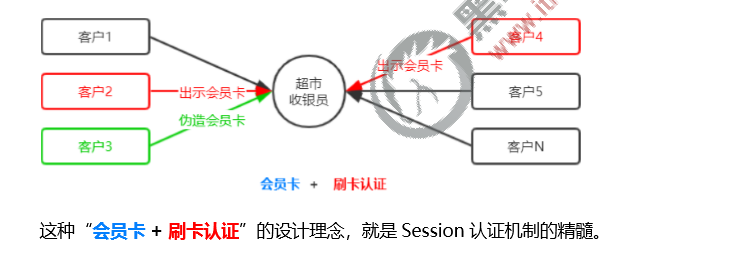 客户1
客户4
出示会员卡
客户2
出示会员卡
超市
收银员
客户5
伪造会员卡
客户3
客户N
会员卡 + 刷卡认证
这种“会员卡 + 刷卡认证”的设计理念，就是 Session 认证机制的精髓。